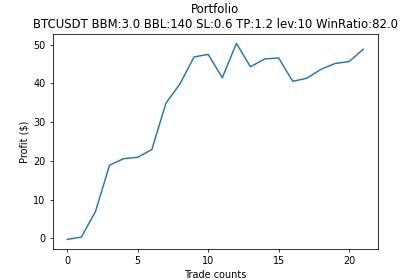 Portfolio
BTCUSDT BBM:3.0 BBL:140 SL:0.6 TP:1.2 lev:10 WinRatio:82.0
50
40
30
20
10
0
Profit ($)
0 5 10 15 20
Trade counts